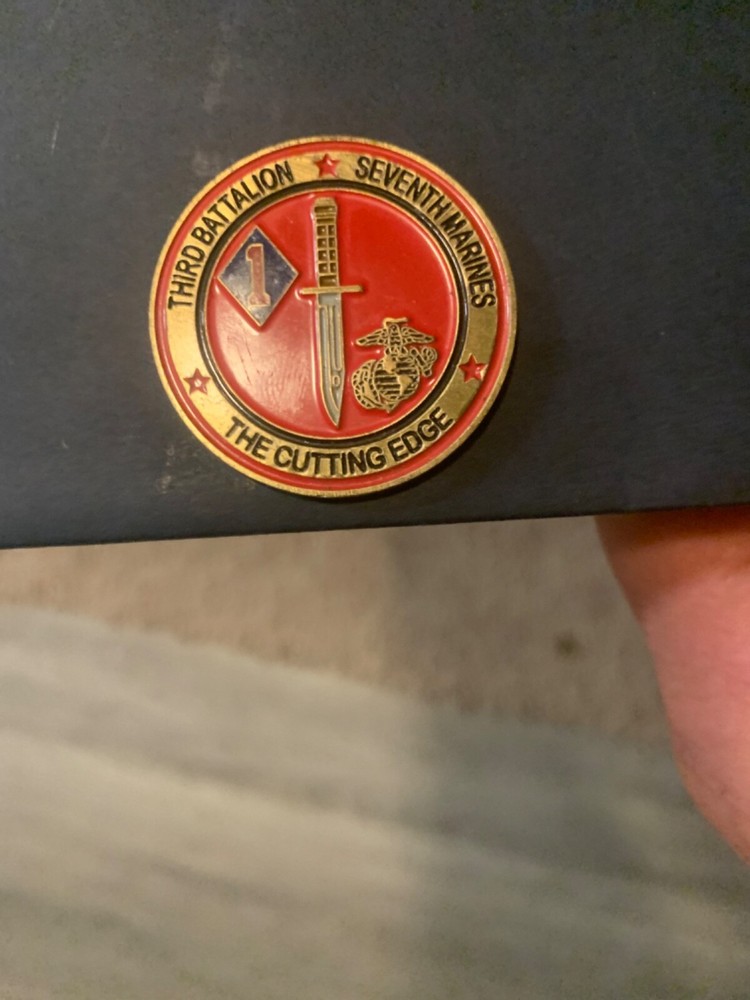 THIRD BATTALION
SEVENTH MARINES
1
THE CUTTING EDGE